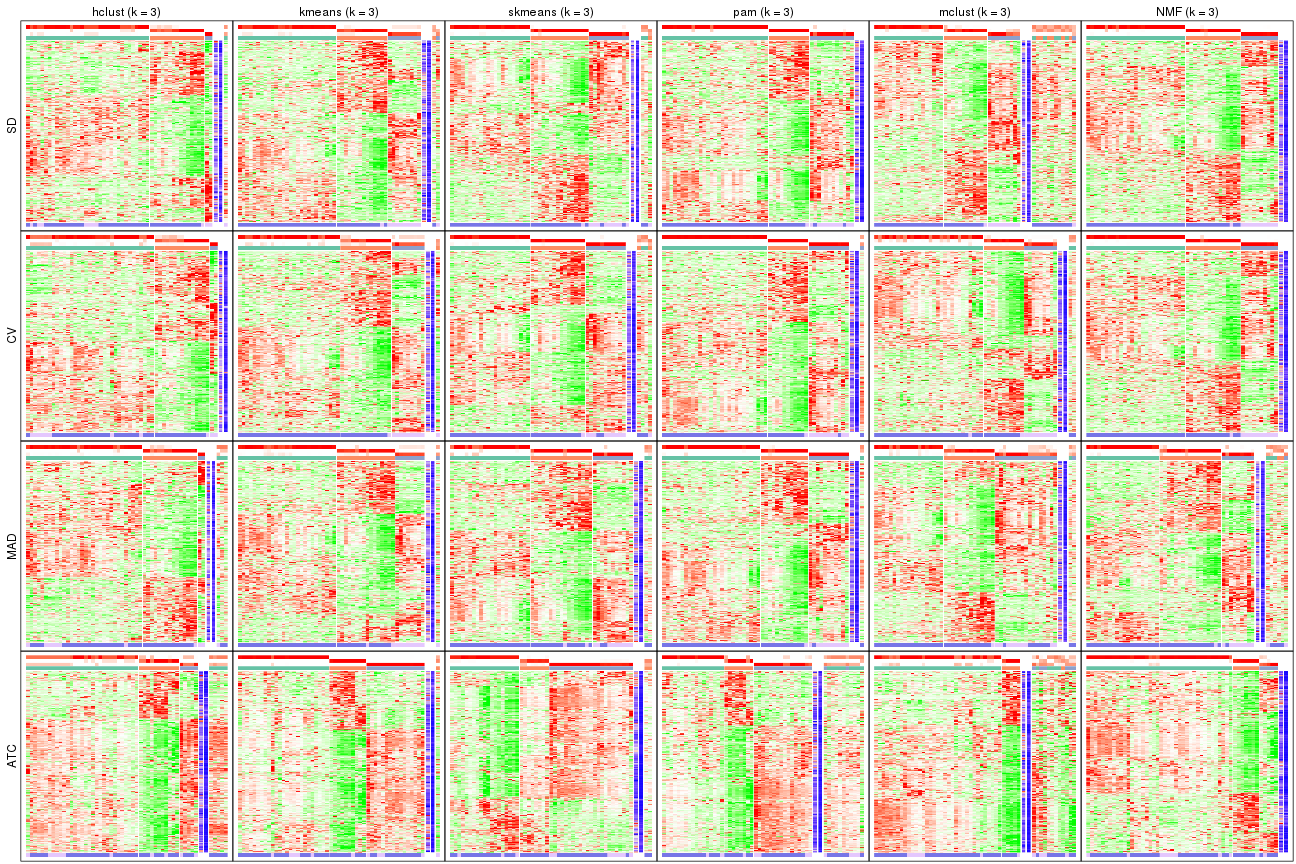 hclust (k = 3) kmeans (k = 3) skmeans (k = 3) pam (k = 3) mclust (k = 3) NMF (k = 3)
SD
CV
MAD
ATC